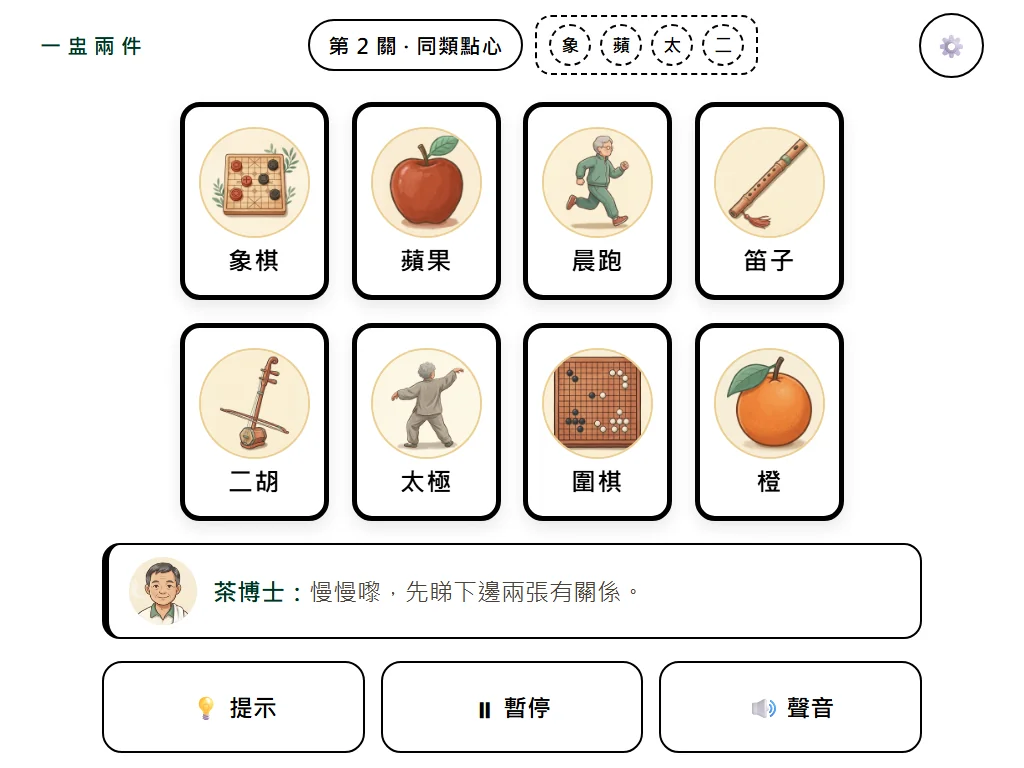 一盅兩件
第 2 關 · 同類點心
象 蘋 太 二
象棋
蘋果
晨跑
笛子
二胡
太極
圍棋
橙
茶博士：慢慢嚟，先睇下邊兩張有關係。
提示
暫停
聲音